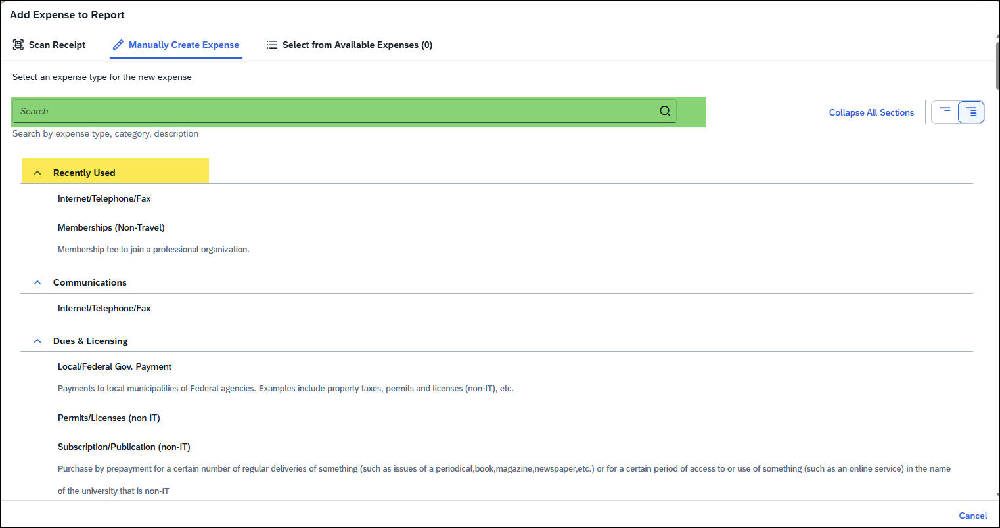 Add Expense to Report
Scan Receipt
Manually Create Expense
Select from Available Expenses (0)
Select an expense type for the new expense
Search
Collapse All Sections
Search by expense type, category, description
Recently Used
Internet/Telephone/Fax
Memberships (Non-Travel)
Membership fee to join a professional organization.
Communications
Internet/Telephone/Fax
Dues & Licensing
Local/Federal Gov. Payment
Payments to local municipalities of Federal agencies. Examples include property taxes, permits and licenses (non-IT), etc.
Permits/Licenses (non IT)
Subscription/Publication (non-IT)
Purchase by prepayment for a certain number of regular deliveries of something (such as issues of a periodical,book,magazine,newspaper,etc.) or for a certain period of access to or use of something (such as an online service) in the name
of the university that is non-IT
Cancel